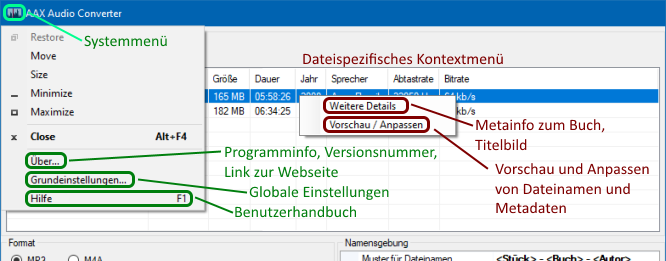 AAX Audio Converter
Systemmenü
Restore
Move
Size
Minimize
Maximize
Close Alt+F4
Über...
Grundeinstellungen...
Hilfe F1
Dateispezifisches Kontextmenü
Größe Dauer Jahr Sprecher Abtastrate Bitrate
165 MB 05:58:26
182 MB 06:34:25
Weitere Details
Vorschau / Anpassen
64 kb/s
kb/s
Metainfo zum Buch,
Titelbild
Vorschau und Anpassen
von Dateinamen und
Metadaten
Programminfo, Versionsnummer,
Link zur Webseite
Globale Einstellungen
Benutzerhandbuch
Format
MP3 M4A
Namensgebung
Muster für Dateinamen <Stück> - <Buch> - <Autor>